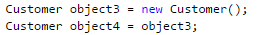 Customer object3 = new Customer();
Customer object4 = object3;